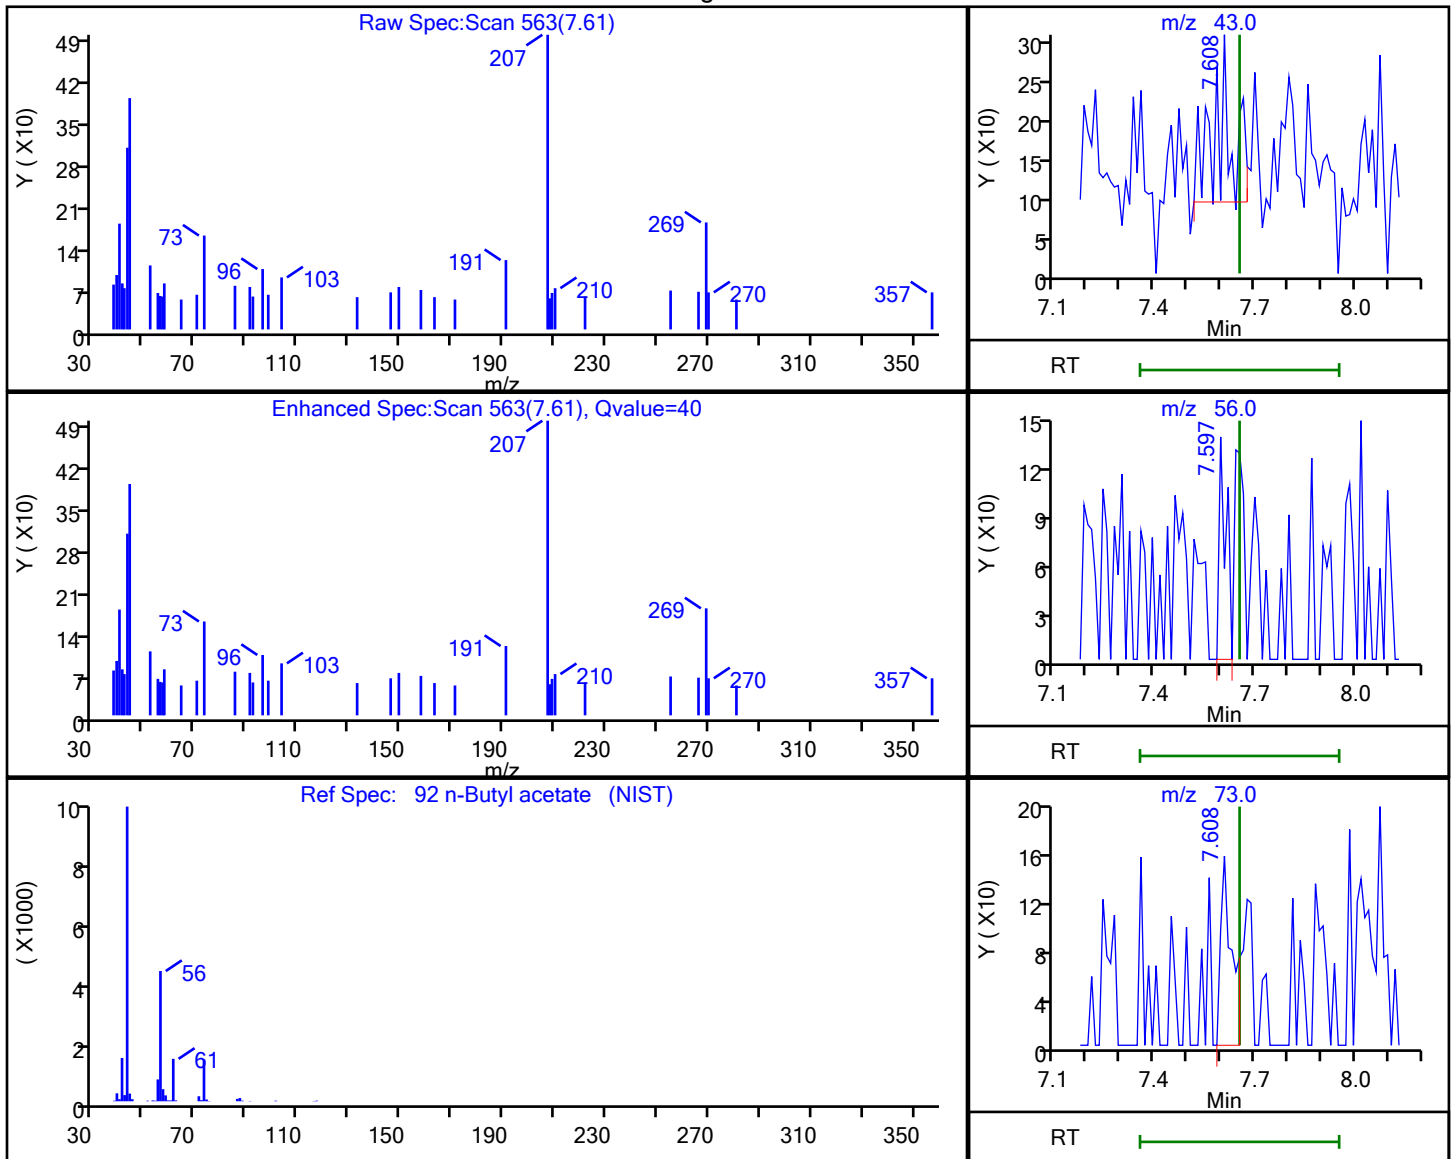 Raw Spec:Scan 563(7.61)
Y ( X10)
49
42
35
28
21
14
7
0
207
73
96
103
191
210
269
270
357
30 70 110 150 190 230 270 310 350
m/z
m/z 43.0
Y ( X10)
30
25
20
15
10
5
0
7.608
7.1 7.4 7.7 8.0
Min
RT
Enhanced Spec:Scan 563(7.61), Qvalue=40
Y ( X10)
49
42
35
28
21
14
7
0
207
73
96
103
191
210
269
270
357
30 70 110 150 190 230 270 310 350
m/z
m/z 56.0
Y ( X10)
15
12
9
6
3
0
7.597
7.1 7.4 7.7 8.0
Min
RT
Ref Spec: 92 n-Butyl acetate (NIST)
( X1000)
10
8
6
4
2
0
56
61
30 70 110 150 190 230 270 310 350
m/z 73.0
Y ( X10)
20
16
12
8
4
0
7.608
7.1 7.4 7.7 8.0
Min
RT